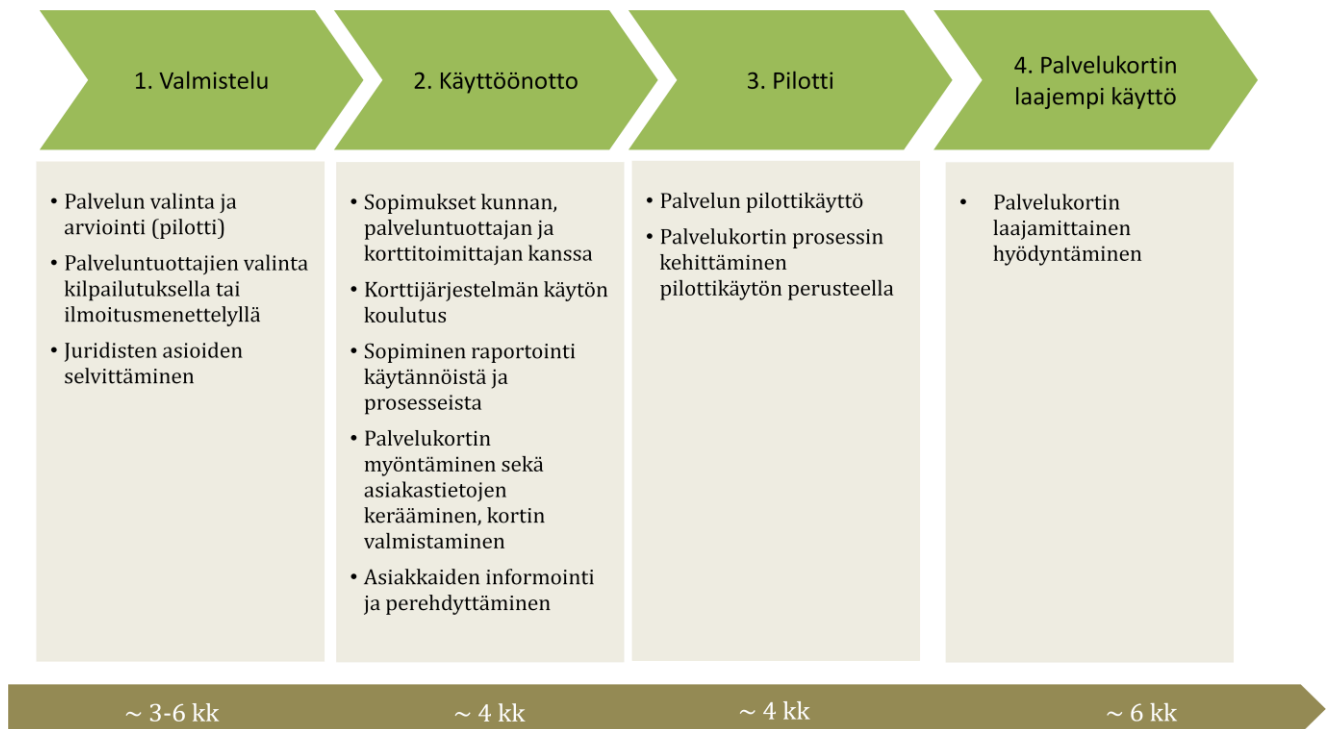 1. Valmistelu
2. Käyttöönotto
3. Pilotti
4. Palvelukortin
laajempi käyttö
• Palvelun valinta ja
arviointi (pilotti)
• Palveluntuottajien valinta
kilpailutuksella tai
ilmoitusmenettelyllä
• Juridisten asioiden
selvittäminen
• Sopimukset kunnan,
palveluntuottajan ja
korttitoimittajan kanssa
• Korttijärjestelmän käytön
koulutus
• Sopiminen raportointi
käytännöistä ja
prosesseista
• Palvelukortin
myöntäminen sekä
asiakastietojen
kerääminen, kortin
valmistaminen
• Asiakkaiden informointi
ja perehdyttäminen
• Palvelun pilottikäyttö
• Palvelukortin prosessin
kehittäminen
pilottikäytön perusteella
• Palvelukortin
laajamittainen
hyödyntäminen
~ 3-6 kk
~ 4 kk
~ 4 kk
~ 6 kk